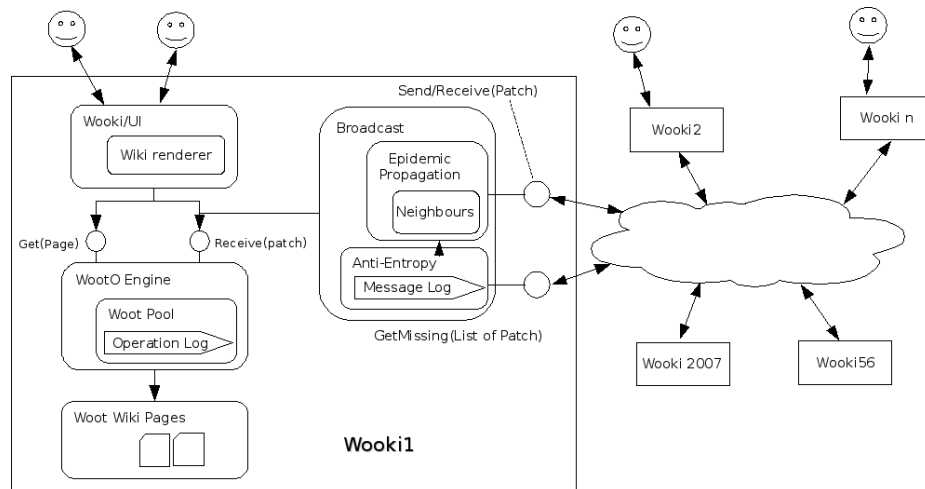 Wooki/UI
Wiki renderer
Get(Page)
Receive(patch)
WootO Engine
Woot Pool
Operation Log
Woot Wiki Pages
Broadcast
Epidemic
Propagation
Neighbours
Anti-Entropy
Message Log
Send/Receive(Patch)
GetMissing(List of Patch)
Wooki1
Wooki2
Wooki n
Wooki 2007
Wooki56